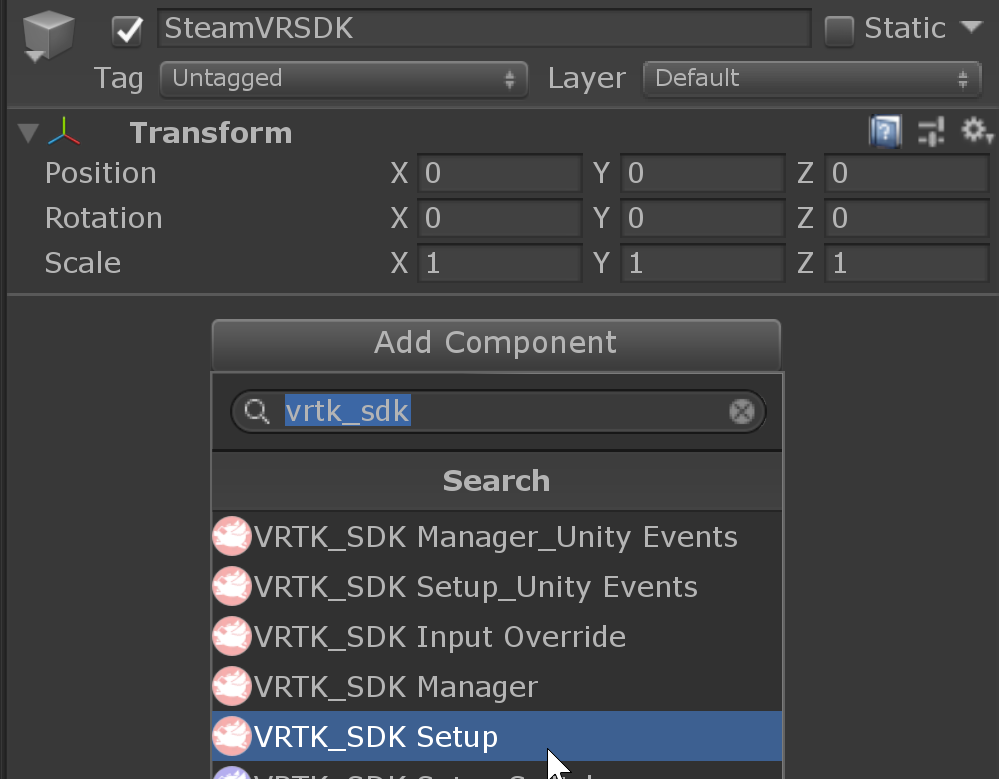 SteamVRSDK Static
Tag Untagged Layer Default
Transform
Position X 0 Y 0 Z 0
Rotation X 0 Y 0 Z 0
Scale X 1 Y 1 Z 1
Add Component
vrtk_sdk
Search
VRTK_SDK Manager_Unity Events
VRTK_SDK Setup_Unity Events
VRTK_SDK Input Override
VRTK_SDK Manager
VRTK_SDK Setup